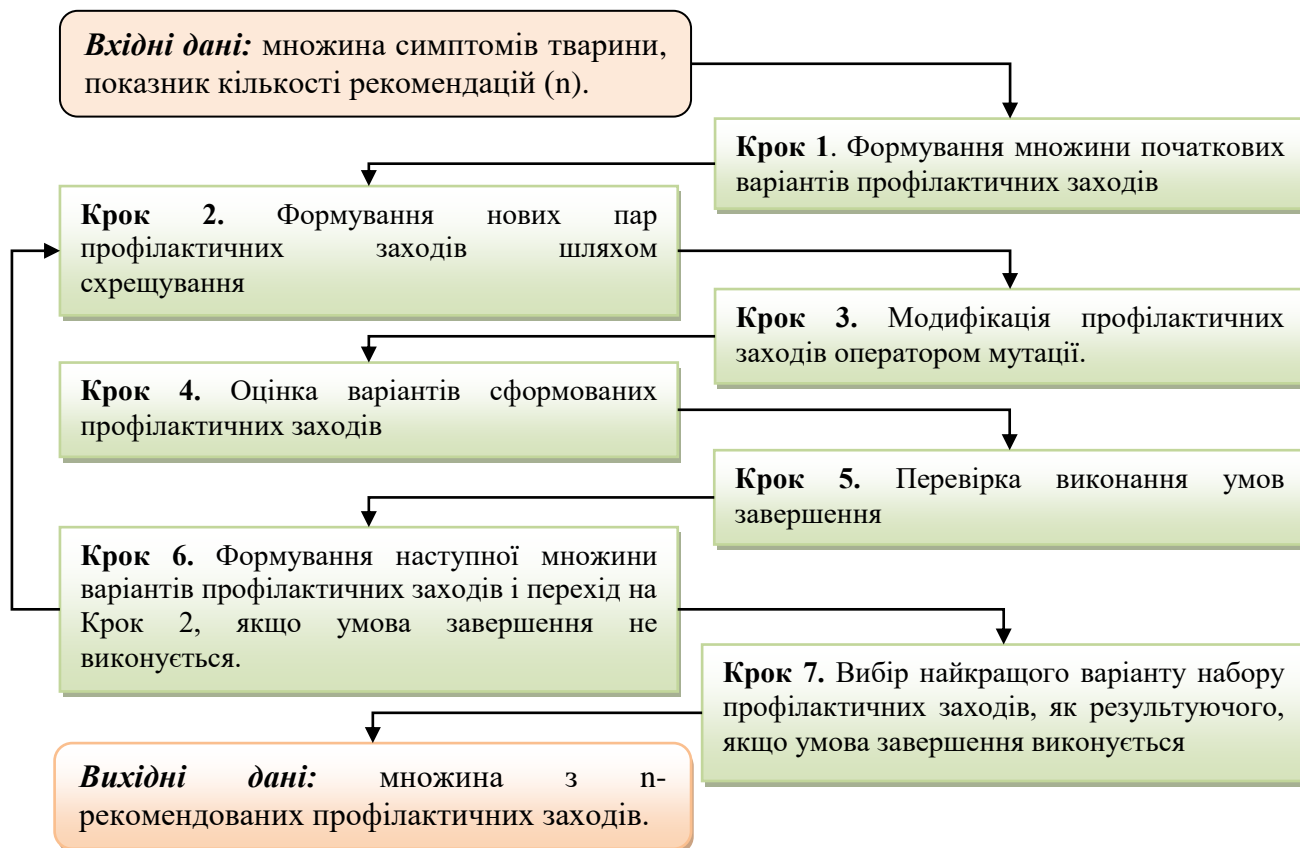 Вхідні дані: множина симптомів тварини,
показник кількості рекомендацій (n).
Крок 1. Формування множини початкових
варіантів профілактичних заходів
Крок 2. Формування нових пар
профілактичних заходів шляхом
схрещування
Крок 3. Модифікація профілактичних
заходів оператором мутації.
Крок 4. Оцінка варіантів сформованих
профілактичних заходів
Крок 5. Перевірка виконання умов
завершення
Крок 6. Формування наступної множини
варіантів профілактичних заходів і перехід на
Крок 2, якщо умова завершення не
виконується.
Крок 7. Вибір найкращого варіанту набору
профілактичних заходів, як результуючого,
якщо умова завершення виконується
Вихідні дані: множина з n-
рекомендованих профілактичних заходів.